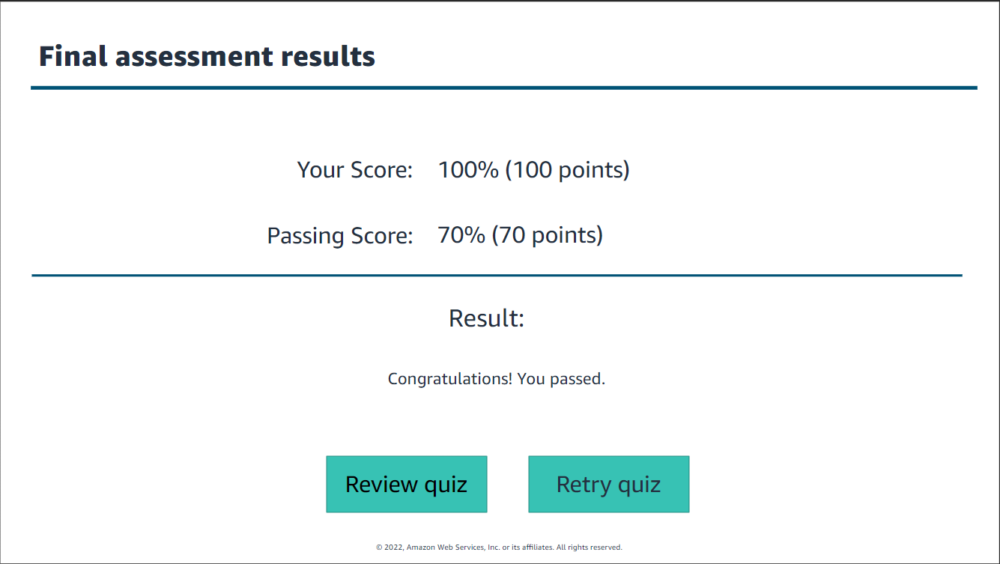 Final assessment results
Your Score: 100% (100 points)
Passing Score: 70% (70 points)
Result:
Congratulations! You passed.
Review quiz Retry quiz
© 2022, Amazon Web Services, Inc. or its affiliates. All rights reserved.